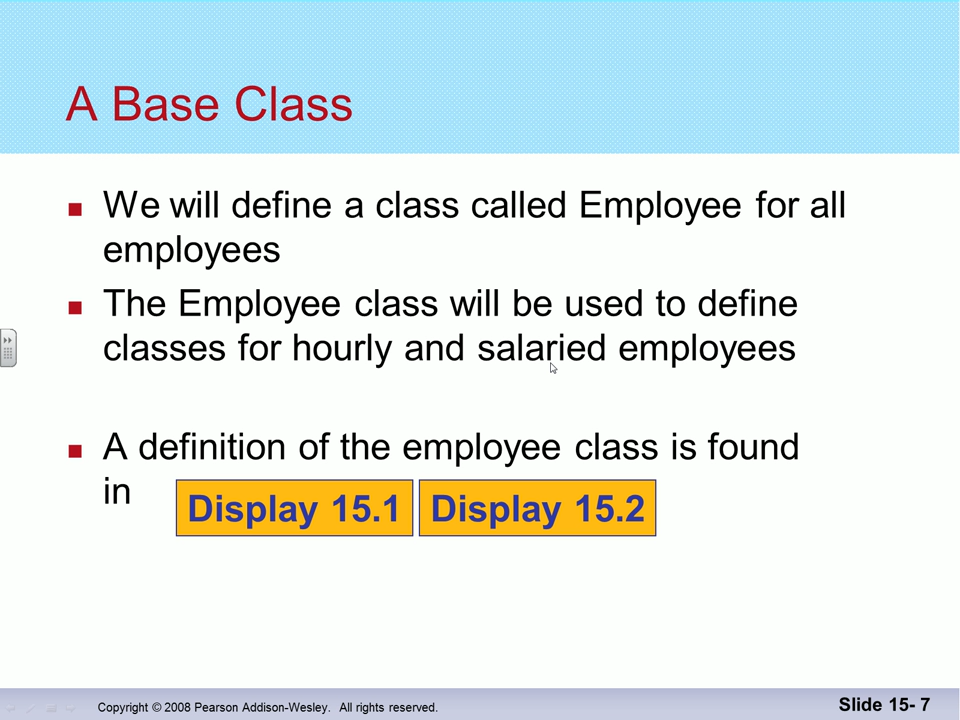 A Base Class
We will define a class called Employee for all
employees
The Employee class will be used to define
classes for hourly and salaried employees
A definition of the employee class is found
in
Display 15.1 Display 15.2
Copyright © 2008 Pearson Addison-Wesley. All rights reserved.
Slide 15- 7